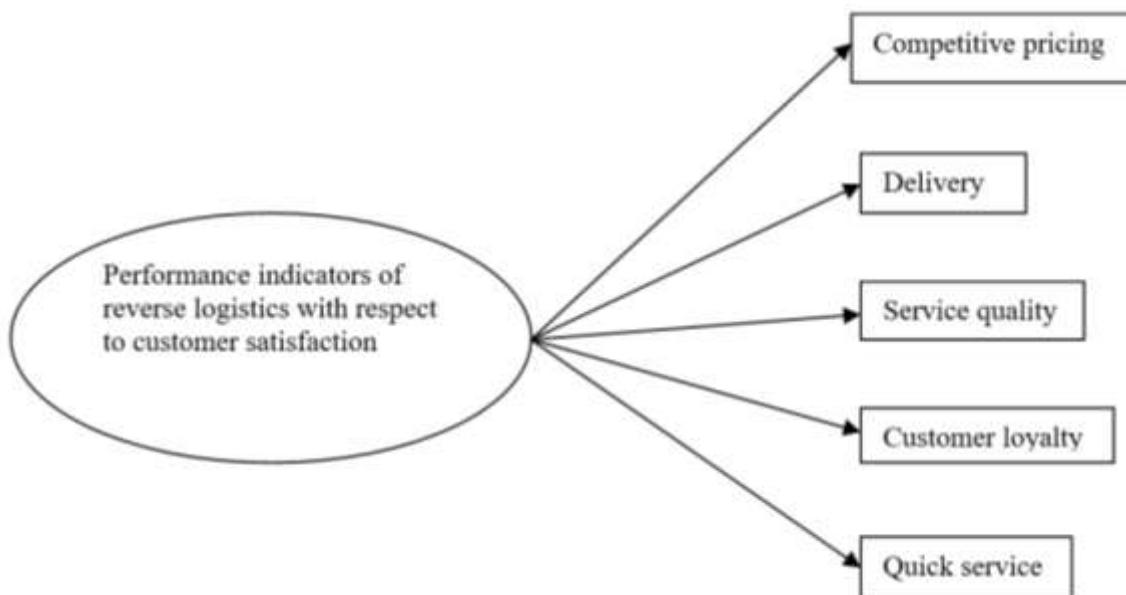 Performance indicators of
reverse logistics with respect
to customer satisfaction
Competitive pricing
Delivery
Service quality
Customer loyalty
Quick service